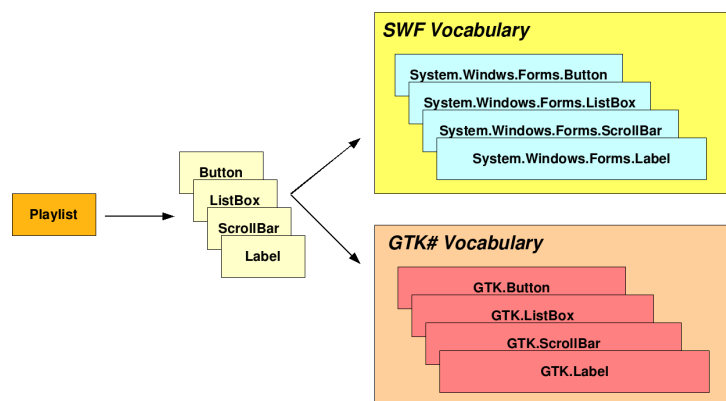 Playlist
Button
ListBox
ScrollBar
Label
SWF Vocabulary
System.Windws.Forms.Button
System.Windows.Forms.ListBox
System.Windows.Forms.ScrollBar
System.Windows.Forms.Label
GTK# Vocabulary
GTK.Button
GTK.ListBox
GTK.ScrollBar
GTK.Label